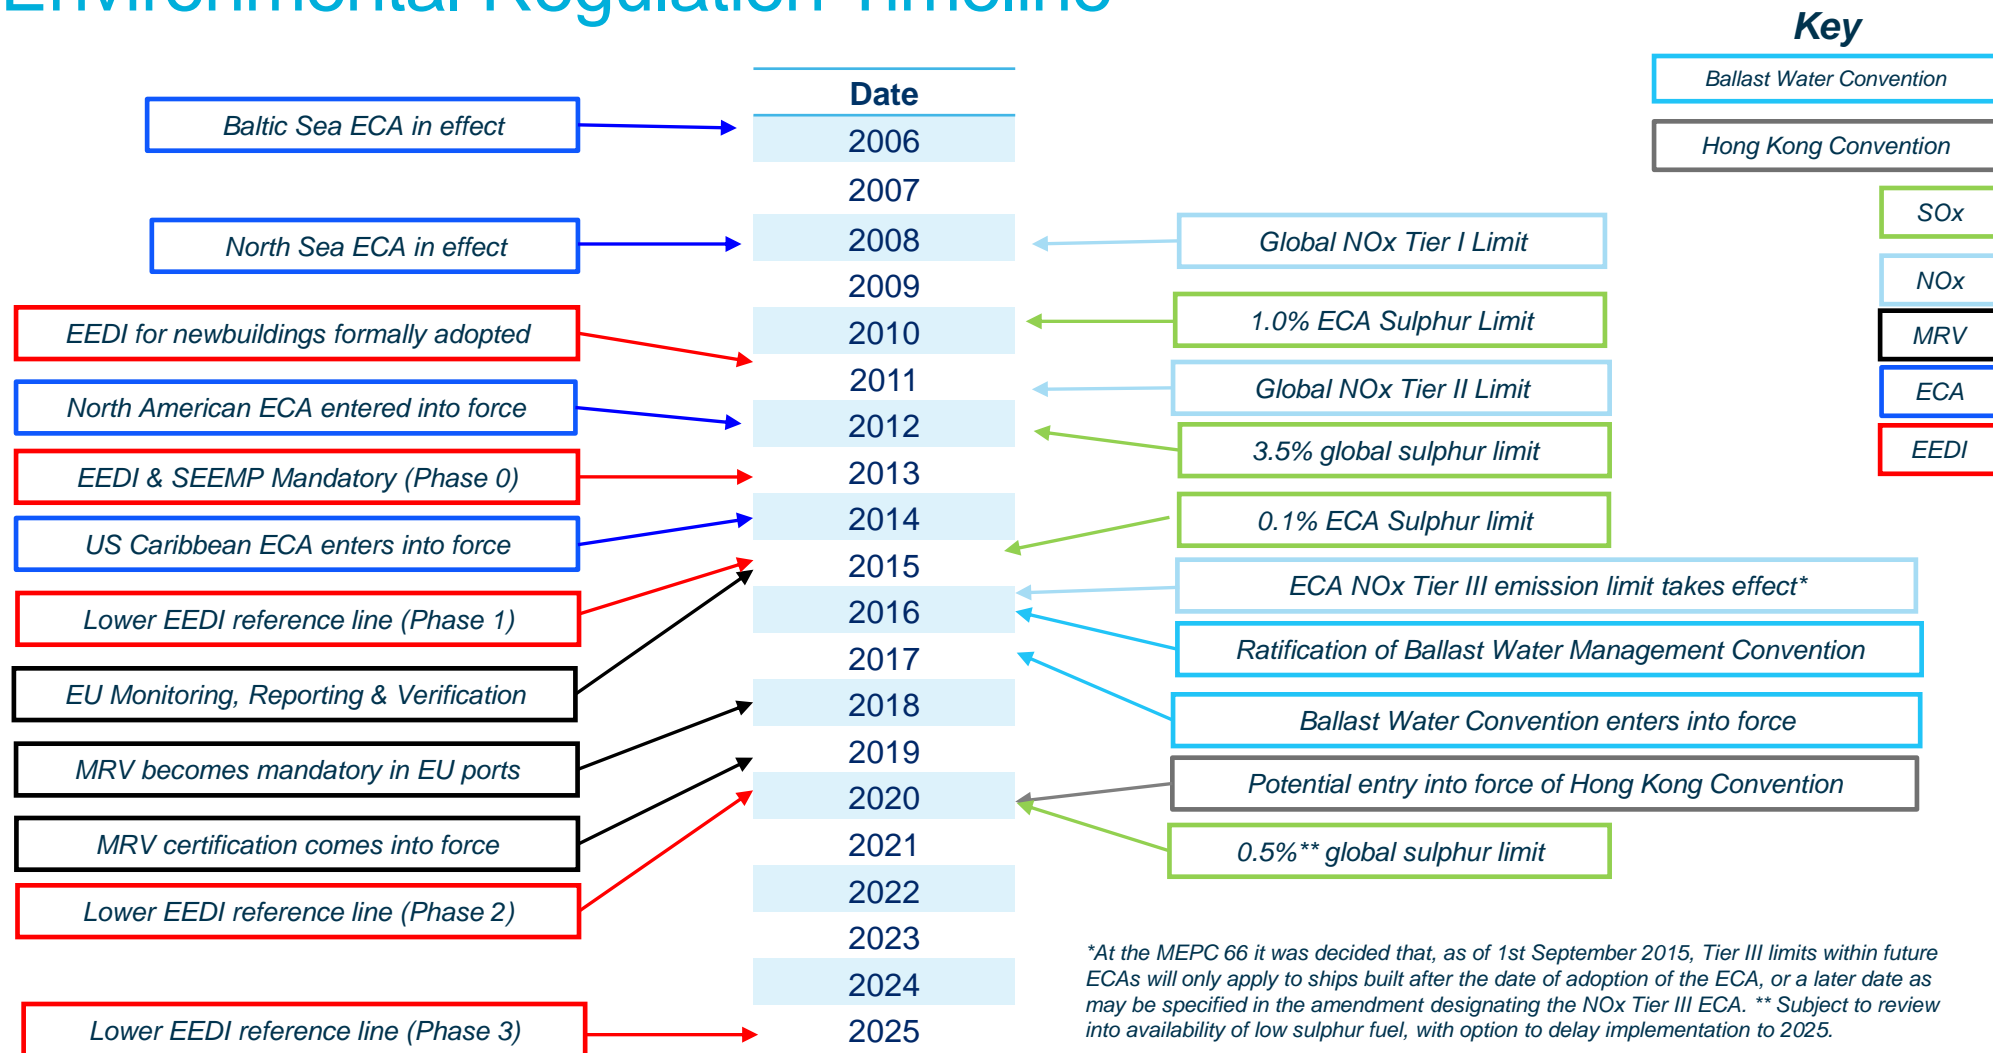 Environmental Regulation Timeline
Key
Ballast Water Convention
Hong Kong Convention
SOx
NOx
MRV
ECA
EEDI
Baltic Sea ECA in effect
North Sea ECA in effect
EEDI for newbuildings formally adopted
North American ECA entered into force
EEDI & SEEMP Mandatory (Phase 0)
US Caribbean ECA enters into force
Lower EEDI reference line (Phase 1)
EU Monitoring, Reporting & Verification
MRV becomes mandatory in EU ports
MRV certification comes into force
Lower EEDI reference line (Phase 2)
Lower EEDI reference line (Phase 3)
Date
2006
2007
2008
2009
2010
2011
2012
2013
2014
2015
2016
2017
2018
2019
2020
2021
2022
2023
2024
2025
Global NOx Tier I Limit
1.0% ECA Sulphur Limit
Global NOx Tier II Limit
3.5% global sulphur limit
0.1% ECA Sulphur limit
ECA NOx Tier III emission limit takes effect*
Ratification of Ballast Water Management Convention
Ballast Water Convention enters into force
Potential entry into force of Hong Kong Convention
0.5%** global sulphur limit
*At the MEPC 66 it was decided that, as of 1st September 2015, Tier III limits within future
ECAs will only apply to ships built after the date of adoption of the ECA, or a later date as
may be specified in the amendment designating the NOx Tier III ECA. ** Subject to review
into availability of low sulphur fuel, with option to delay implementation to 2025.